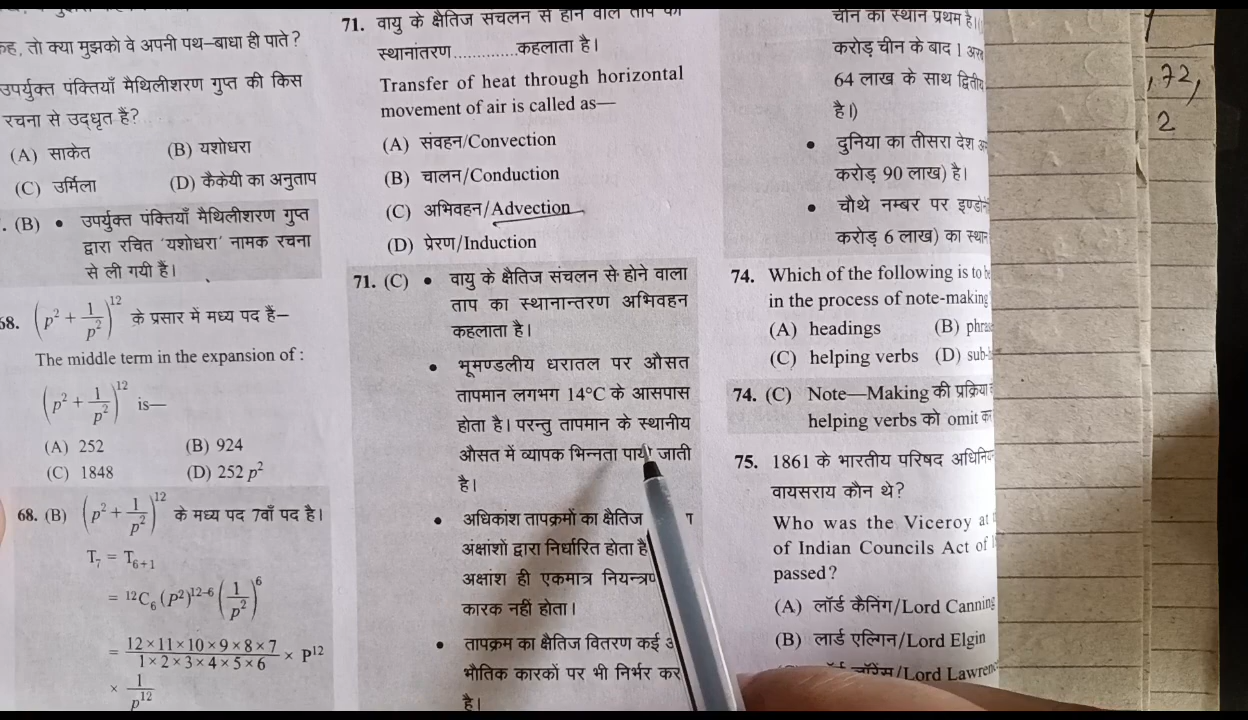 तो क्या मुझको वे अपनी पथ-बाधा ही पाते?
उपर्युक्त पंक्तियाँ मैथिलीशरण गुप्त की किस
रचना से उद्धृत हैं?
(A) साकेत (B) यशोधरा
(C) उर्मिला (D) कैकेयी का अनुताप
(B) • उपर्युक्त पंक्तियाँ मैथिलीशरण गुप्त
द्वारा रचित 'यशोधरा' नामक रचना
से ली गयी हैं।
68. (p² + 1/p²)¹² के प्रसार में मध्य पद हैं—
The middle term in the expansion of :
(p² + 1/p²)¹² is—
(A) 252 (B) 924
(C) 1848 (D) 252 p²
68. (B) (p² + 1/p²)¹² के मध्य पद 7वाँ पद है।
T₇ = T₆₊₁
= ¹²C₆ (P²)¹²⁻⁶ (1/p²)⁶
= 12×11×10×9×8×7 / 1×2×3×4×5×6 × P¹²
× 1/p¹²
71. वायु के क्षैतिज संचलन से होने वाले ताप का
स्थानांतरण.............कहलाता है।
Transfer of heat through horizontal
movement of air is called as—
(A) संवहन/Convection
(B) चालन/Conduction
(C) अभिवहन/Advection
(D) प्रेरण/Induction
71. (C) • वायु के क्षैतिज संचलन से होने वाला
ताप का स्थानान्तरण अभिवहन
कहलाता है।
• भूमण्डलीय धरातल पर औसत
तापमान लगभग 14°C के आसपास
होता है। परन्तु तापमान के स्थानीय
औसत में व्यापक भिन्नता पायी जाती
है।
• अधिकांश तापक्रमों का क्षैतिज
अंक्षांशों द्वारा निर्धारित होता है
अक्षांश ही एकमात्र
कारक नहीं होता।
• तापक्रम का क्षैतिज वितरण कई
भौतिक कारकों पर भी निर्भर
है।
चीन का स्थान प्रथम है।
करोड़ चीन के बाद 1
64 लाख के साथ द्वितीय
है।)
• दुनिया का तीसरा देश
करोड़ 90 लाख) है।
• चौथे नम्बर पर
करोड़ 6 लाख) का स्थान
74. Which of the following is to
in the process of note-making
(A) headings (B)
(C) helping verbs (D)
74. (C) Note—Making की प्रक्रिया
helping verbs को omit
75. 1861 के भारतीय परिषद
वायसराय कौन थे?
Who was the Viceroy at
of Indian Councils Act of
passed?
(A) लॉर्ड कैनिंग/Lord Canning
(B) लार्ड एल्गिन/Lord Elgin
लॉरेंस/Lord
72,
2